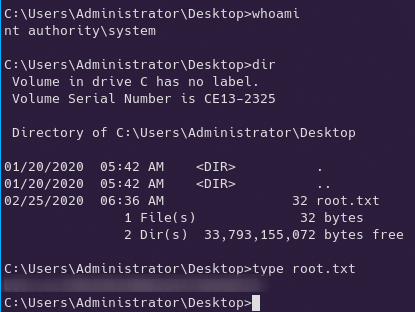 C:\Users\Administrator\Desktop>whoami
nt authority\system
C:\Users\Administrator\Desktop>dir
 Volume in drive C has no label.
 Volume Serial Number is CE13-2325
 Directory of C:\Users\Administrator\Desktop
01/20/2020  05:42 AM    <DIR>          .
01/20/2020  05:42 AM    <DIR>          ..
02/25/2020  06:36 AM                32 root.txt
               1 File(s)             32 bytes
               2 Dir(s)  33,793,155,072 bytes free
C:\Users\Administrator\Desktop>type root.txt
C:\Users\Administrator\Desktop>